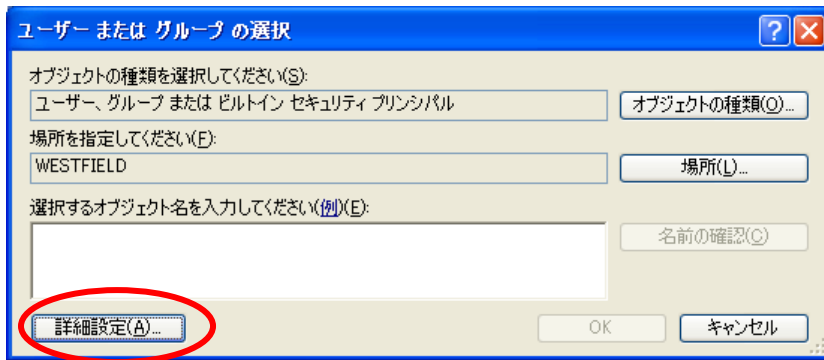 ユーザー または グループ の選択
オブジェクトの種類を選択してください(S):
ユーザー、グループ または ビルトイン セキュリティ プリンシパル
オブジェクトの種類(O)...
場所を指定してください(F):
WESTFIELD
場所(L)...
選択するオブジェクト名を入力してください(例)(E):
名前の確認(C)
詳細設定(A)...
OK
キャンセル